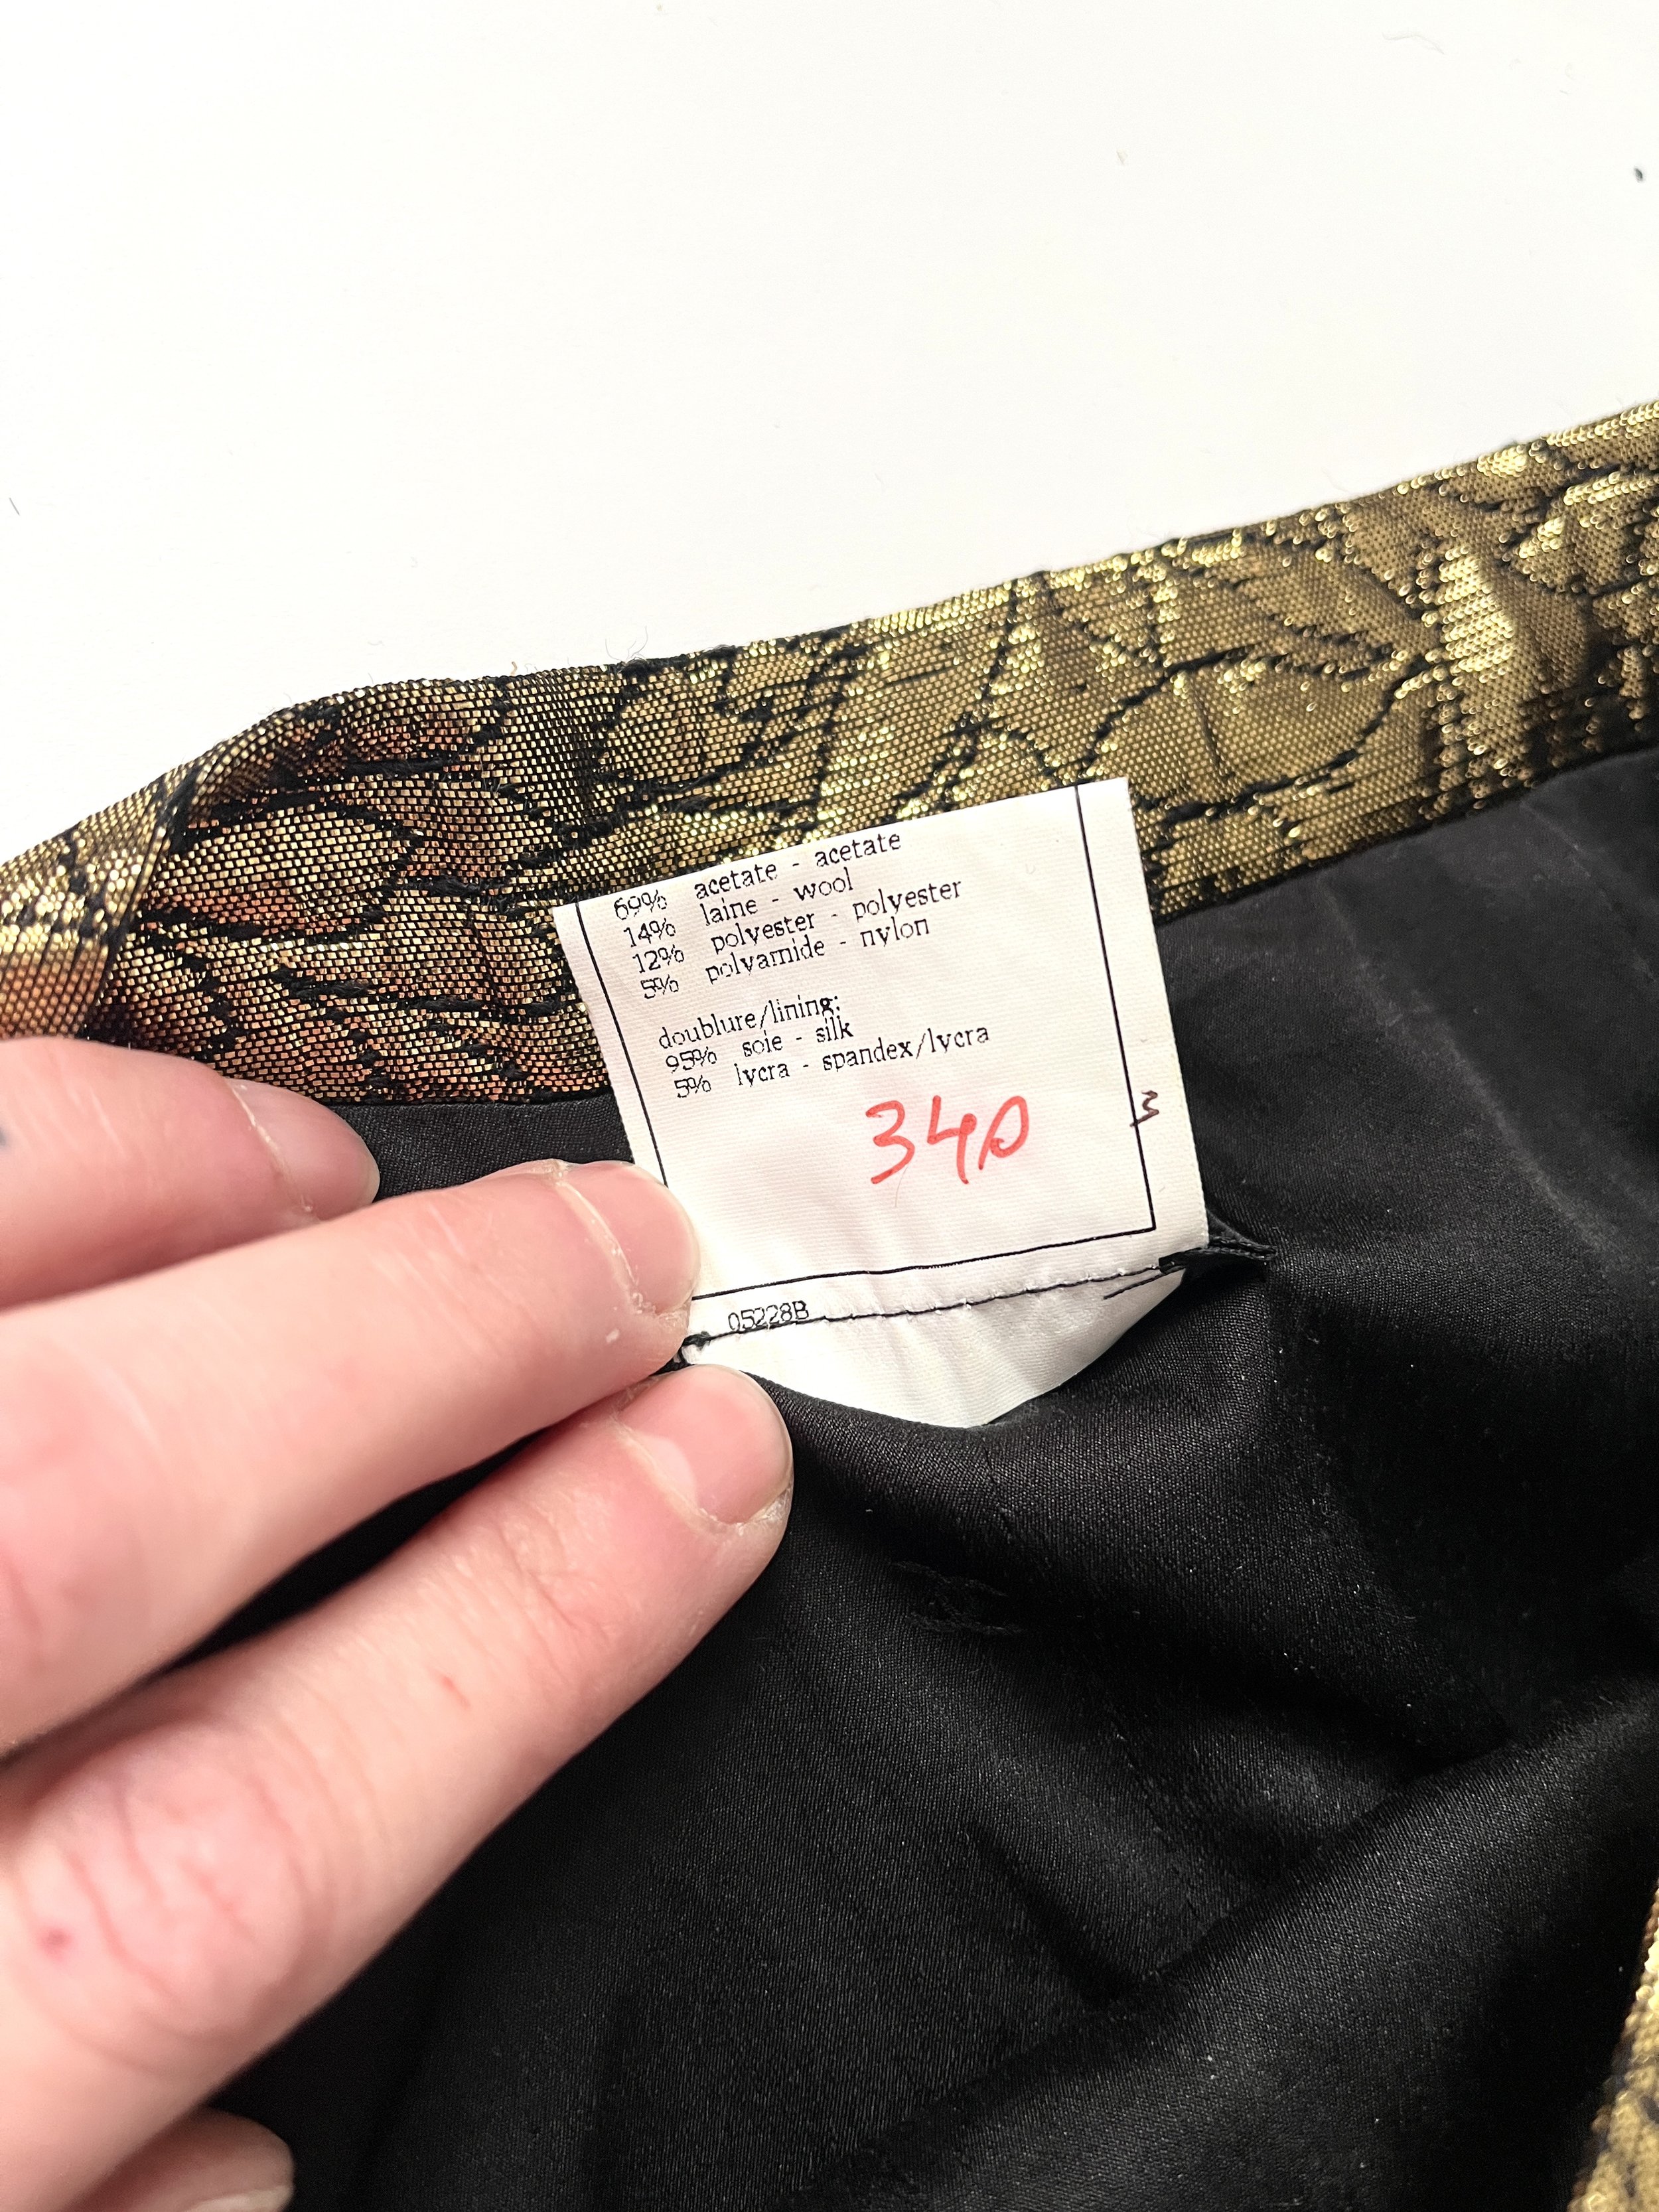 69% acetate - acetate
14% laine - wool
12% polyester - polyester
5% polyamide - nylon
doublure/lining:
95% soie - silk
5% lycra - spandex/lycra
340
05228B